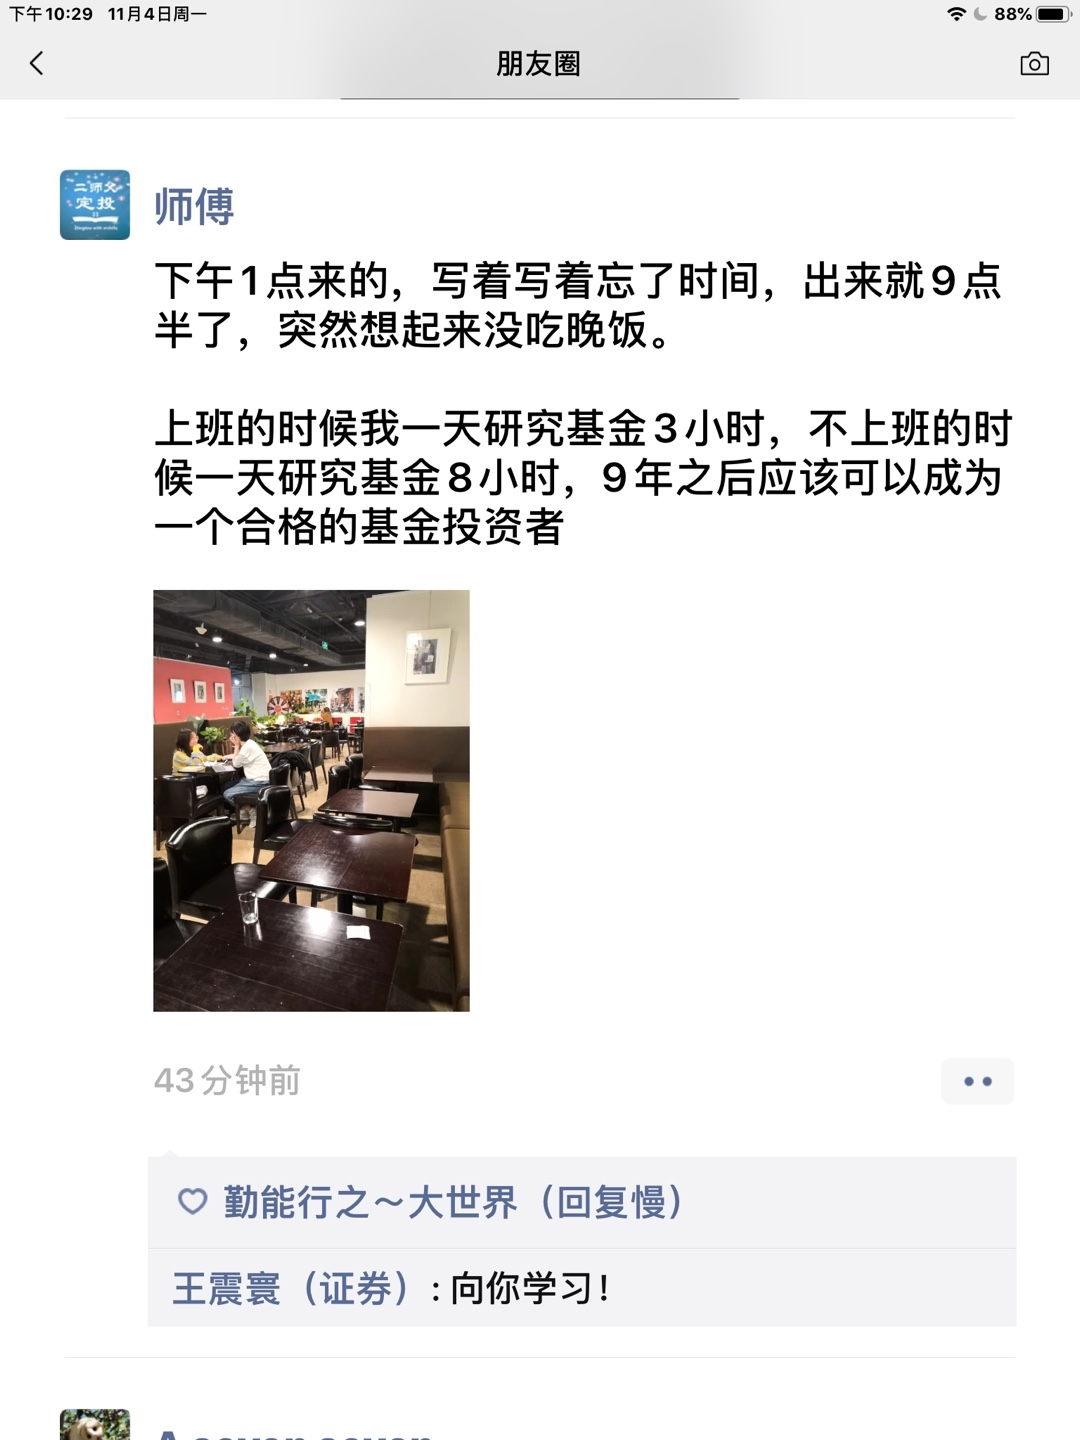 下午10:29 11月4日周一
88%
朋友圈
二师父
定投
师傅
下午1点来的，写着写着忘了时间，出来就9点
半了，突然想起来没吃晚饭。
上班的时候我一天研究基金3小时，不上班的时
候一天研究基金8小时，9年之后应该可以成为
一个合格的基金投资者
43分钟前
勤能行之～大世界（回复慢）
王震寰（证券）：向你学习！